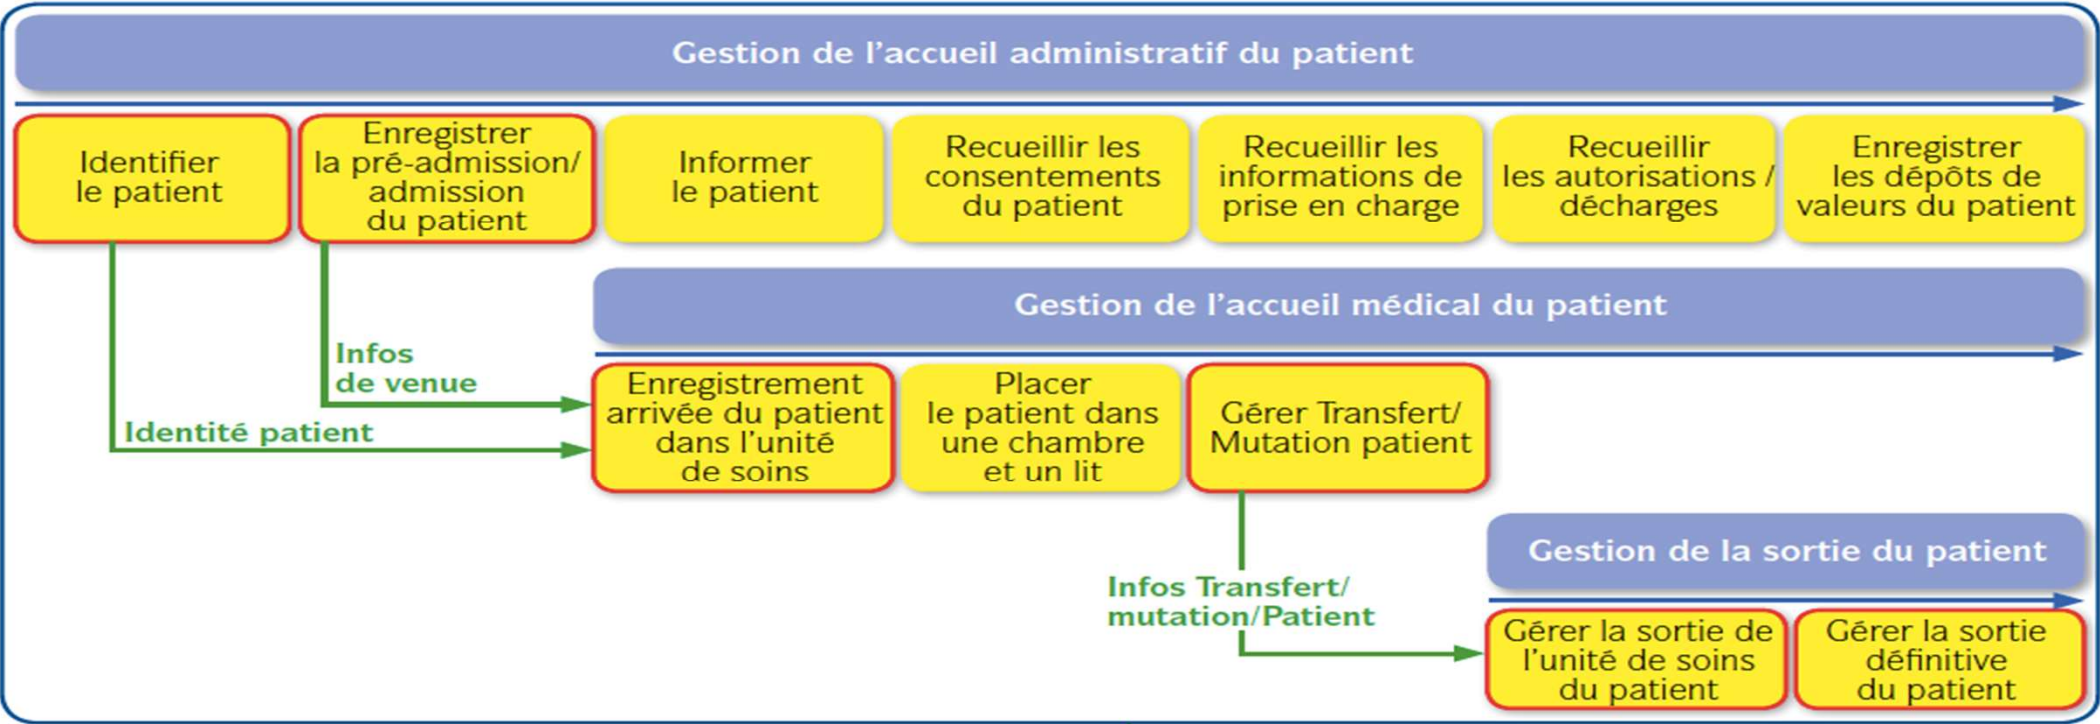 Gestion de l'accueil administratif du patient
Identifier
le patient
Enregistrer
la pré-admission/
admission
du patient
Informer
le patient
Recueillir les
consentements
du patient
Recueillir les
informations de
prise en charge
Recueillir
les autorisations /
décharges
Enregistrer
les dépôts de
valeurs du patient
Gestion de l'accueil médical du patient
Infos
de venue
Identité patient
Enregistrement
arrivée du patient
dans l'unité
de soins
Placer
le patient dans
une chambre
et un lit
Gérer Transfert/
Mutation patient
Infos Transfert/
mutation/Patient
Gestion de la sortie du patient
Gérer la sortie de
l'unité de soins
du patient
Gérer la sortie
définitive
du patient